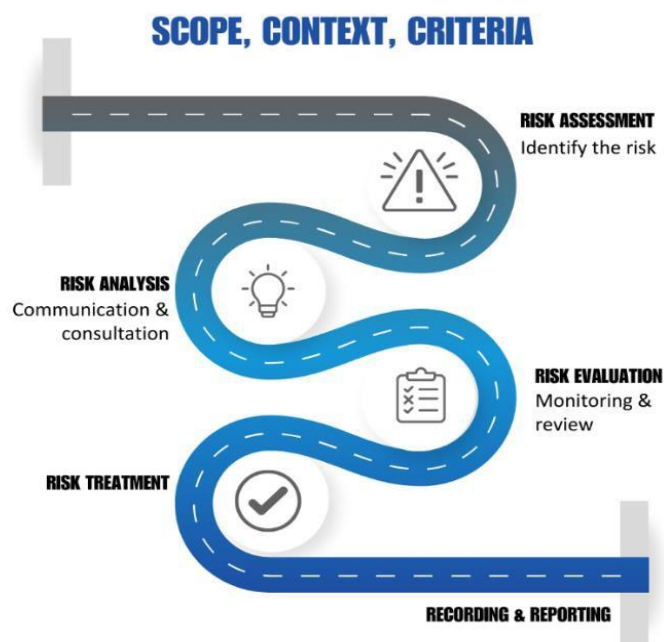 SCOPE, CONTEXT, CRITERIA
RISK ASSESSMENT
Identify the risk
RISK ANALYSIS
Communication &
consultation
RISK EVALUATION
Monitoring &
review
RISK TREATMENT
RECORDING & REPORTING